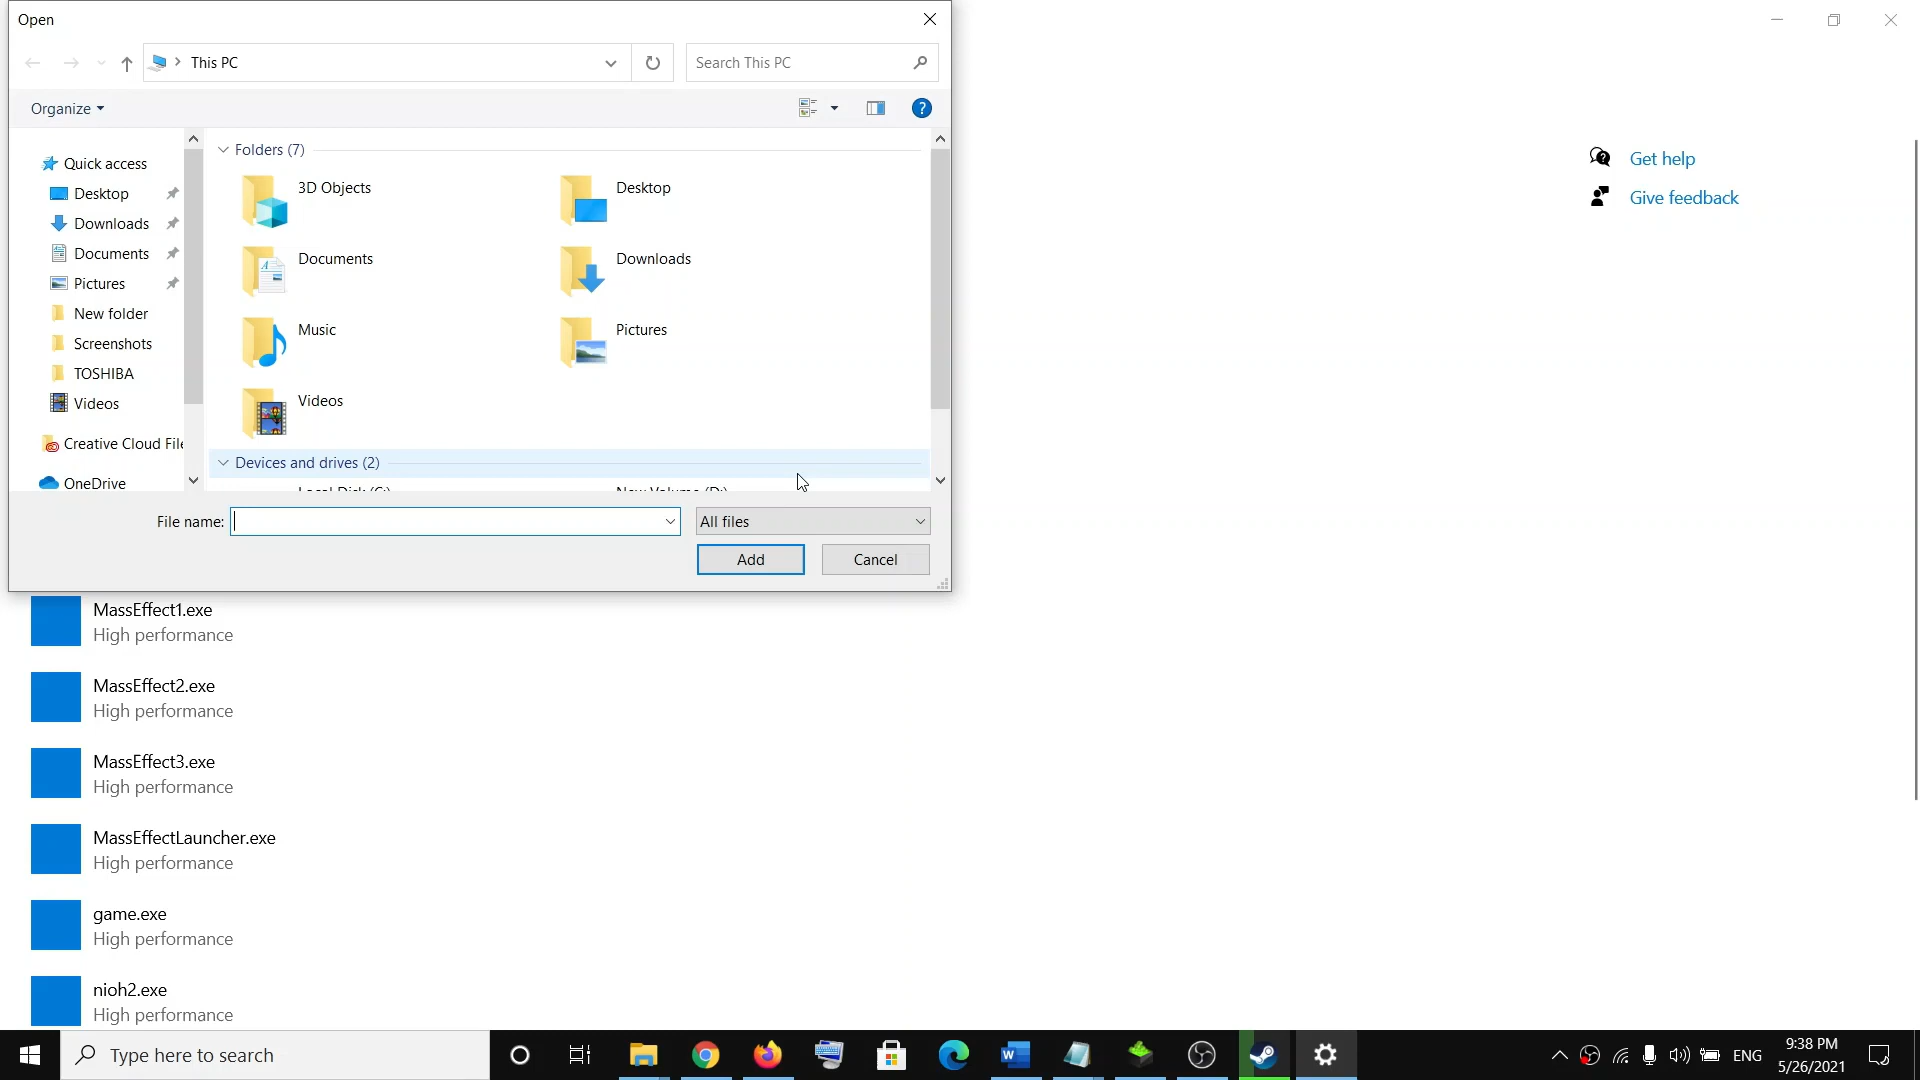 Open
This PC
Search This PC
Organize
Quick access
Desktop
Downloads
Documents
Pictures
New folder
Screenshots
TOSHIBA
Videos
Creative Cloud File
OneDrive
Folders (7)
3D Objects
Desktop
Documents
Downloads
Music
Pictures
Videos
Devices and drives (2)
Local Disk (C:)
New Volume (D:)
File name:
All files
Add
Cancel
Get help
Give feedback
MassEffect1.exe
High performance
MassEffect2.exe
High performance
MassEffect3.exe
High performance
MassEffectLauncher.exe
High performance
game.exe
High performance
nioh2.exe
High performance
Type here to search
ENG
9:38 PM
5/26/2021